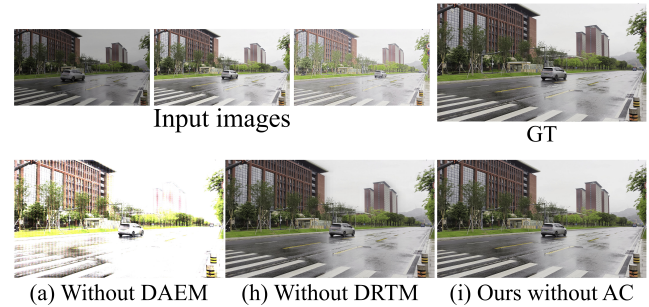 Input images
GT
(a) Without DAEM
(h) Without DRTM
(i) Ours without AC